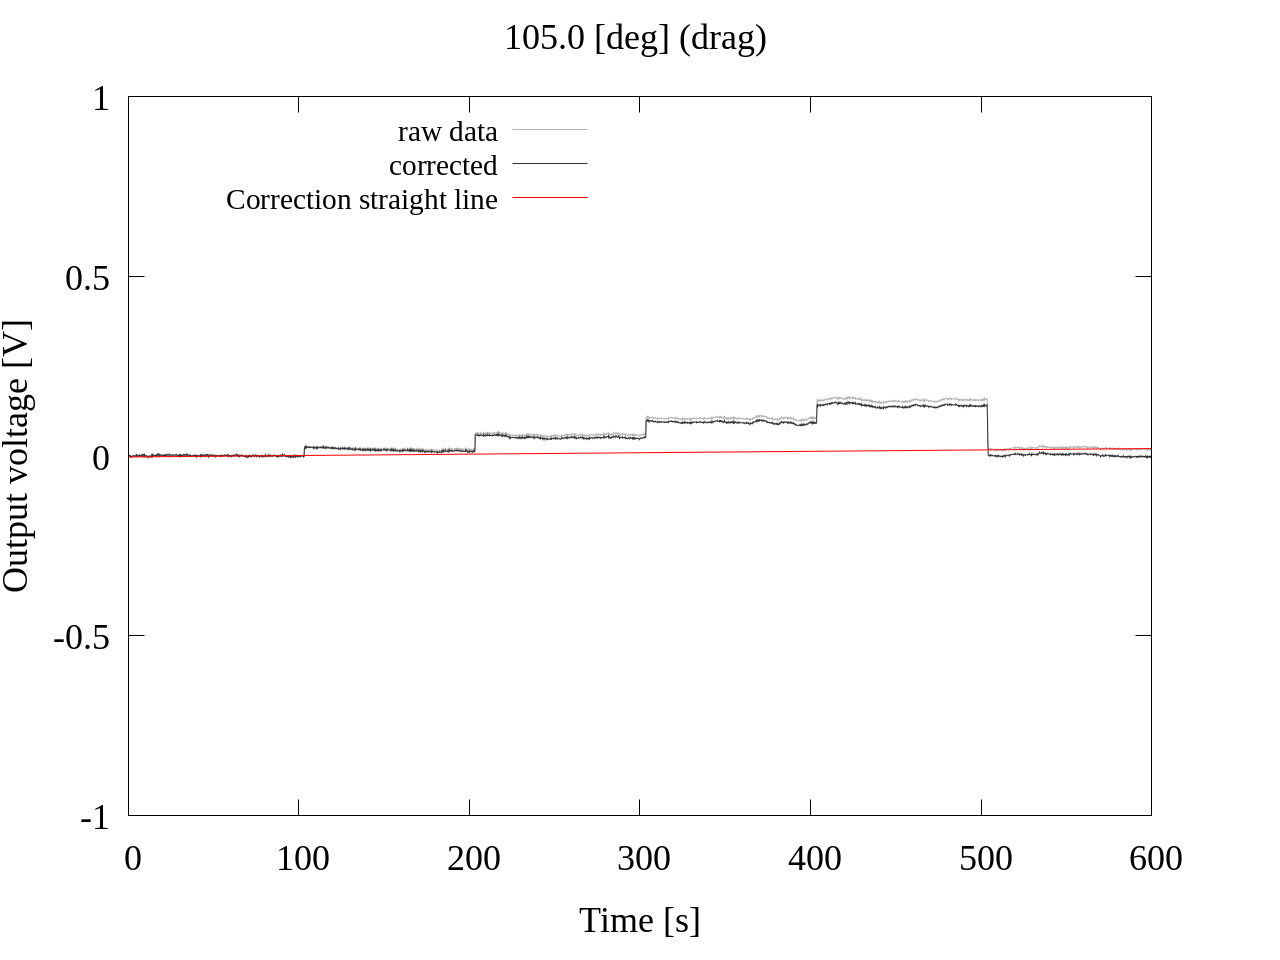 105.0 [deg] (drag)
1
raw data
corrected
Correction straight line
0.5
0
-0.5
-1
Output voltage [V]
0 100 200 300 400 500 600
Time [s]